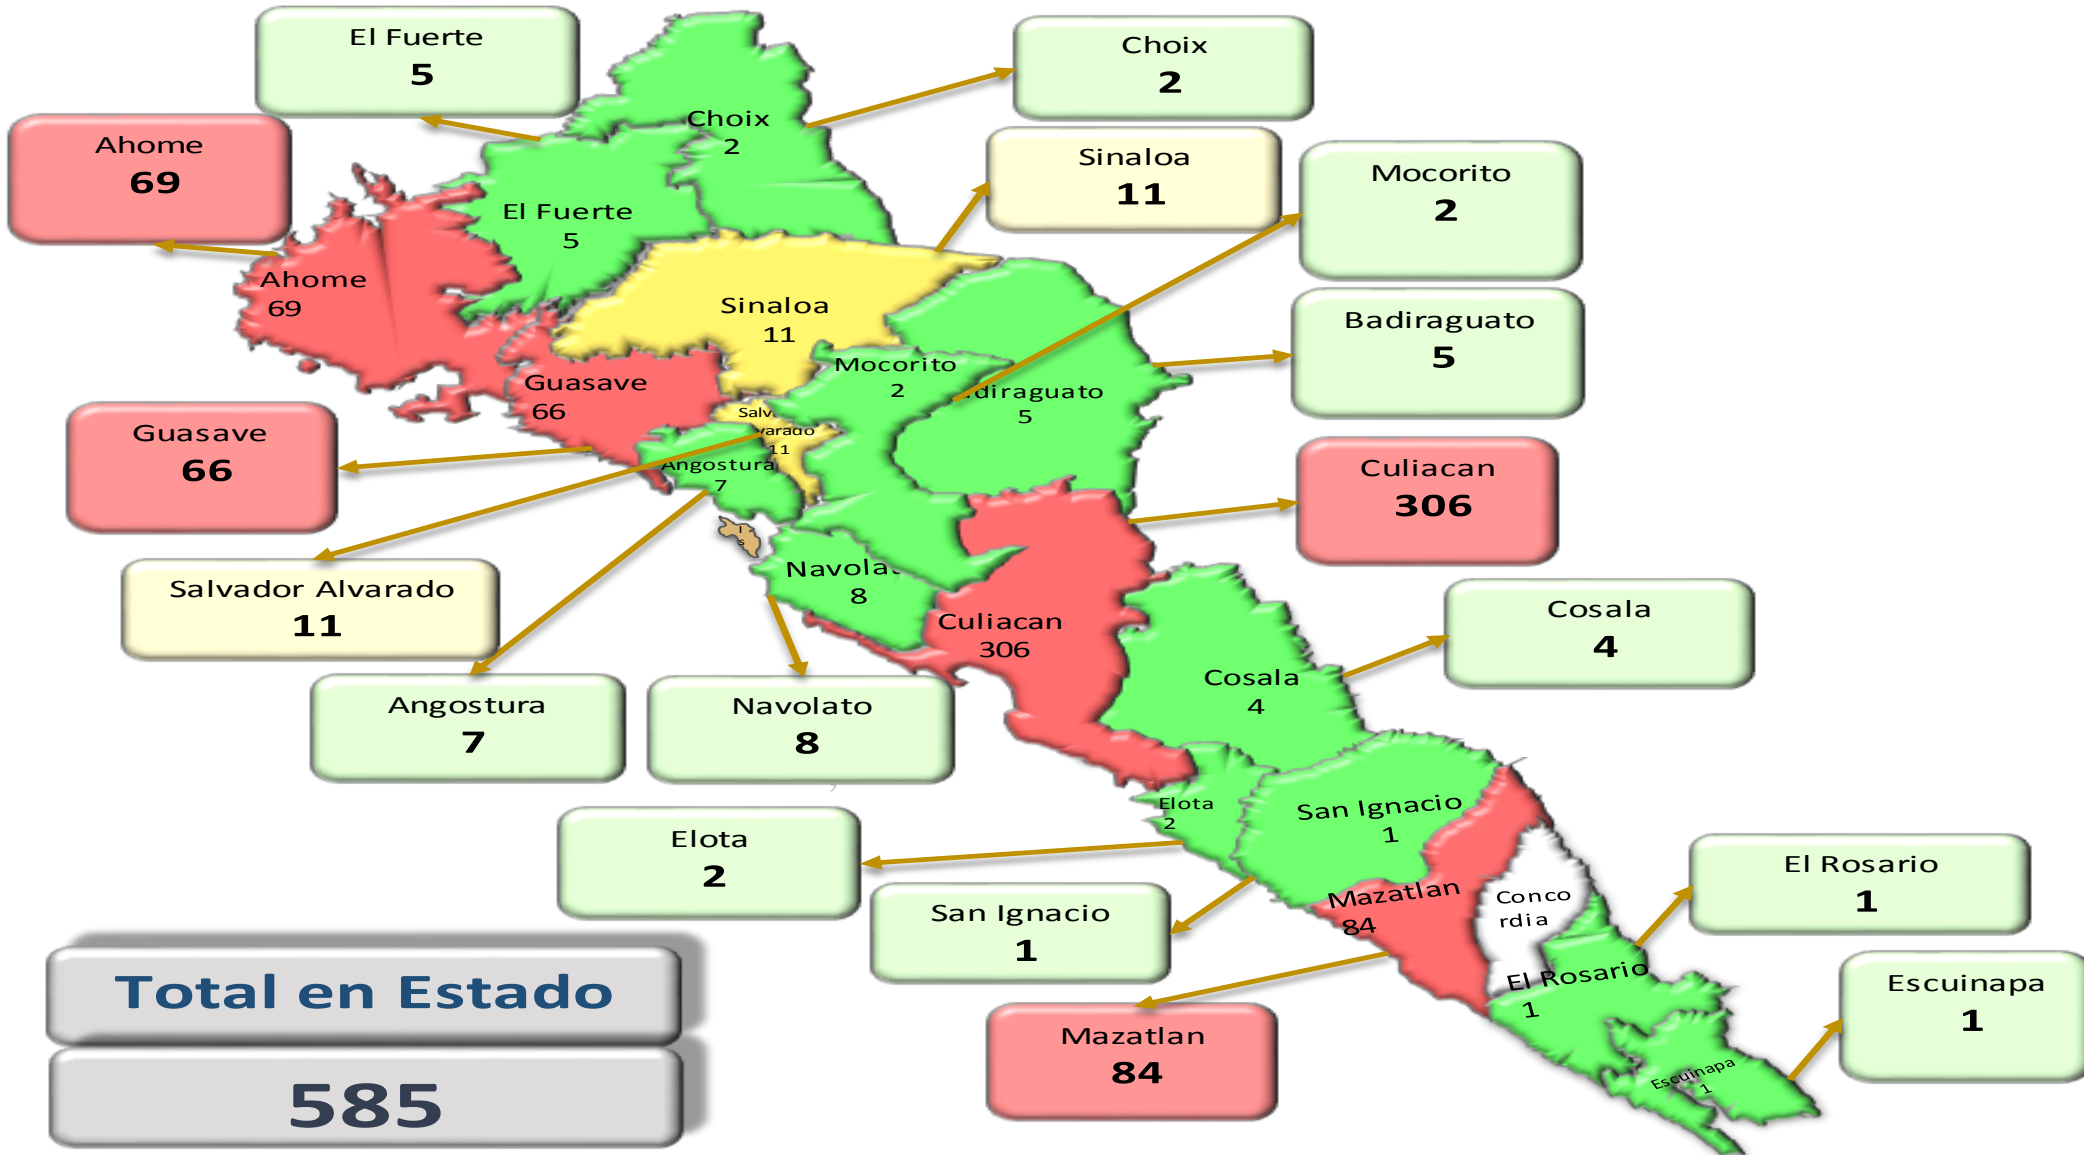 El Fuerte
5
Choix
2
Ahome
69
Sinaloa
11
Mocorito
2
Badiraguato
5
Guasave
66
Culiacan
306
Salvador Alvarado
11
Cosala
4
Angostura
7
Navolato
8
Elota
2
San Ignacio
1
El Rosario
1
Mazatlan
84
Escuinapa
1
Choix
2
El Fuerte
5
Ahome
69
Sinaloa
11
Guasave
66
Mocorito
2
diraguato
5
Salv
varado
11
Angostura
7
I
s
Navolat
8
Culiacan
306
Cosala
4
Elota
2
San Ignacio
1
Mazatlan
84
Conco
rdia
El Rosario
1
Escuinapa
1
,
Total en Estado
585